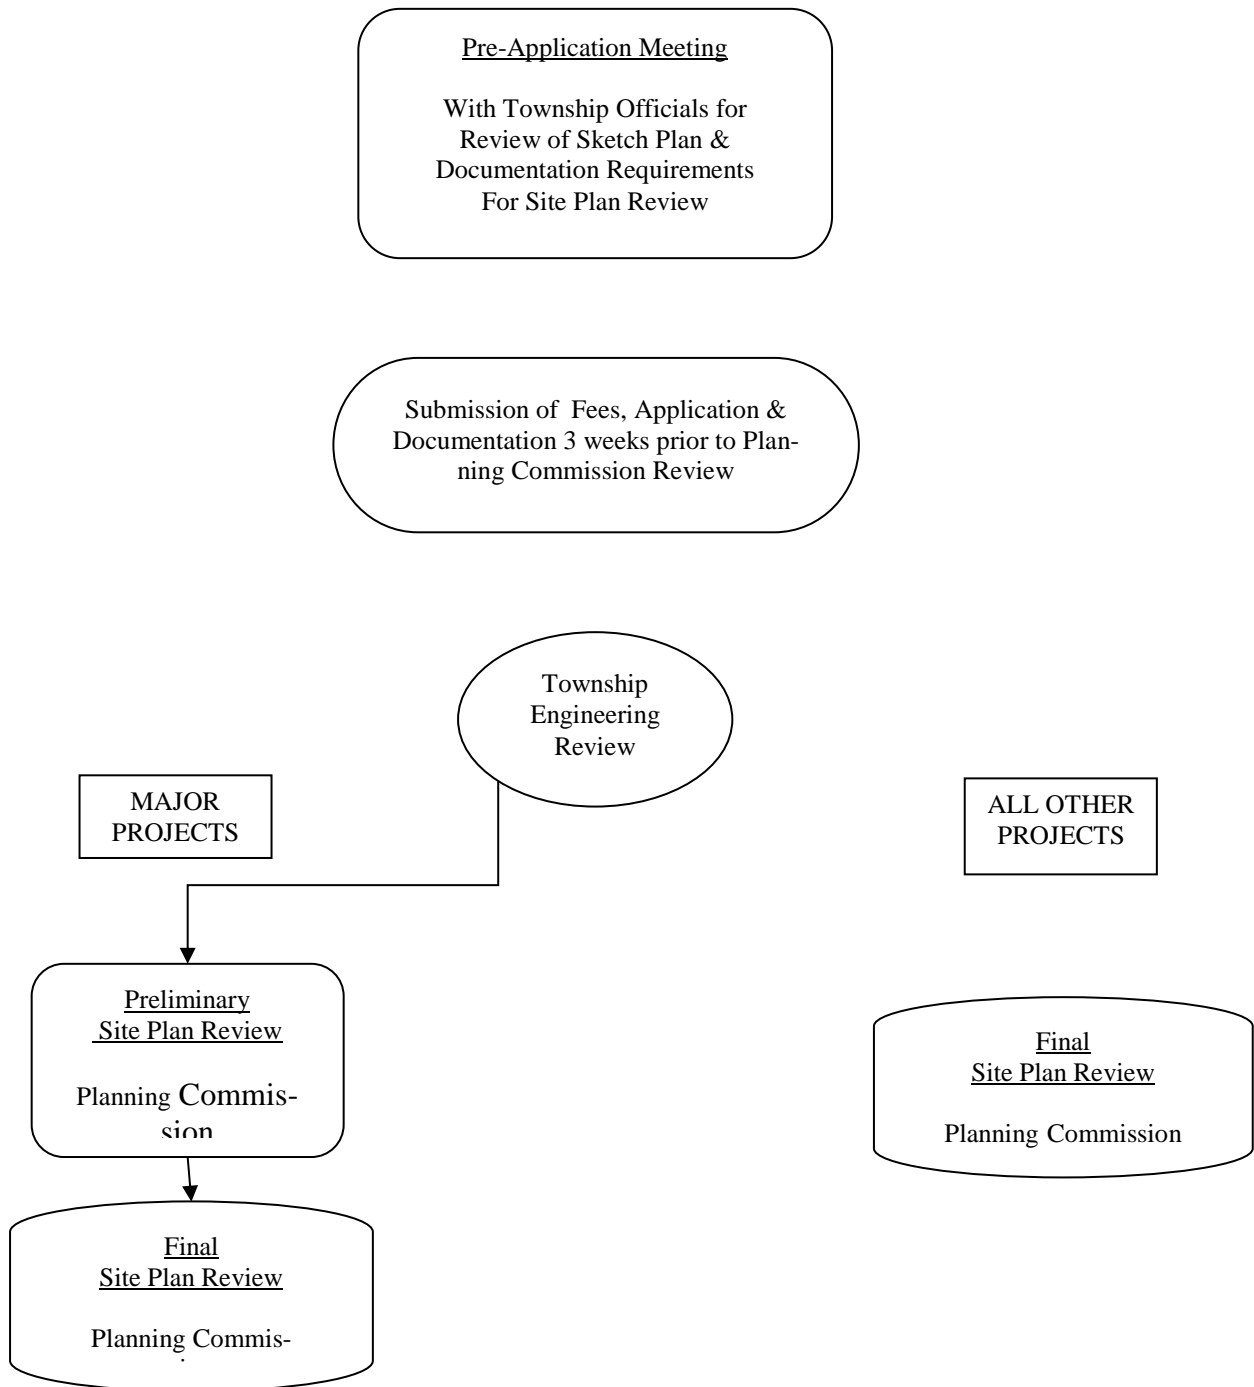 Pre-Application Meeting
With Township Officials for
Review of Sketch Plan &
Documentation Requirements
For Site Plan Review
Submission of Fees, Application &
Documentation 3 weeks prior to Plan-
ning Commission Review
Township
Engineering
Review
MAJOR
PROJECTS
ALL OTHER
PROJECTS
Preliminary
Site Plan Review
Planning Commis-
sion
Final
Site Plan Review
Planning Commission
Final
Site Plan Review
Planning Commis-